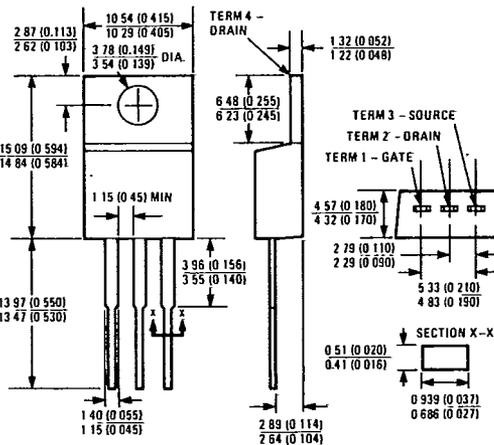 10 54 (0 415)
10 29 (0 405)
TERM 4 -
DRAIN
2 87 (0.113)
2 62 (0 103)
3 78 (0.149)
3 54 (0 139) DIA.
1 32 (0 052)
1 22 (0 048)
6 48 (0 255)
6 23 (0 245)
TERM 3 - SOURCE
TERM 2 - DRAIN
TERM 1 - GATE
15 09 (0 594)
14 84 (0 584)
1 15 (0 45) MIN
4 57 (0 180)
4 32 (0 170)
2 79 (0 110)
2 29 (0 090)
3 96 (0 156)
3 55 (0 140)
5 33 (0 210)
4 83 (0 190)
13 97 (0 550)
13 47 (0 530)
X X
SECTION X-X
0 51 (0 020)
0.41 (0 016)
0 939 (0 037)
0 686 (0 027)
1 40 (0 055)
1 15 (0 045)
2 89 (0 114)
2 64 (0 104)